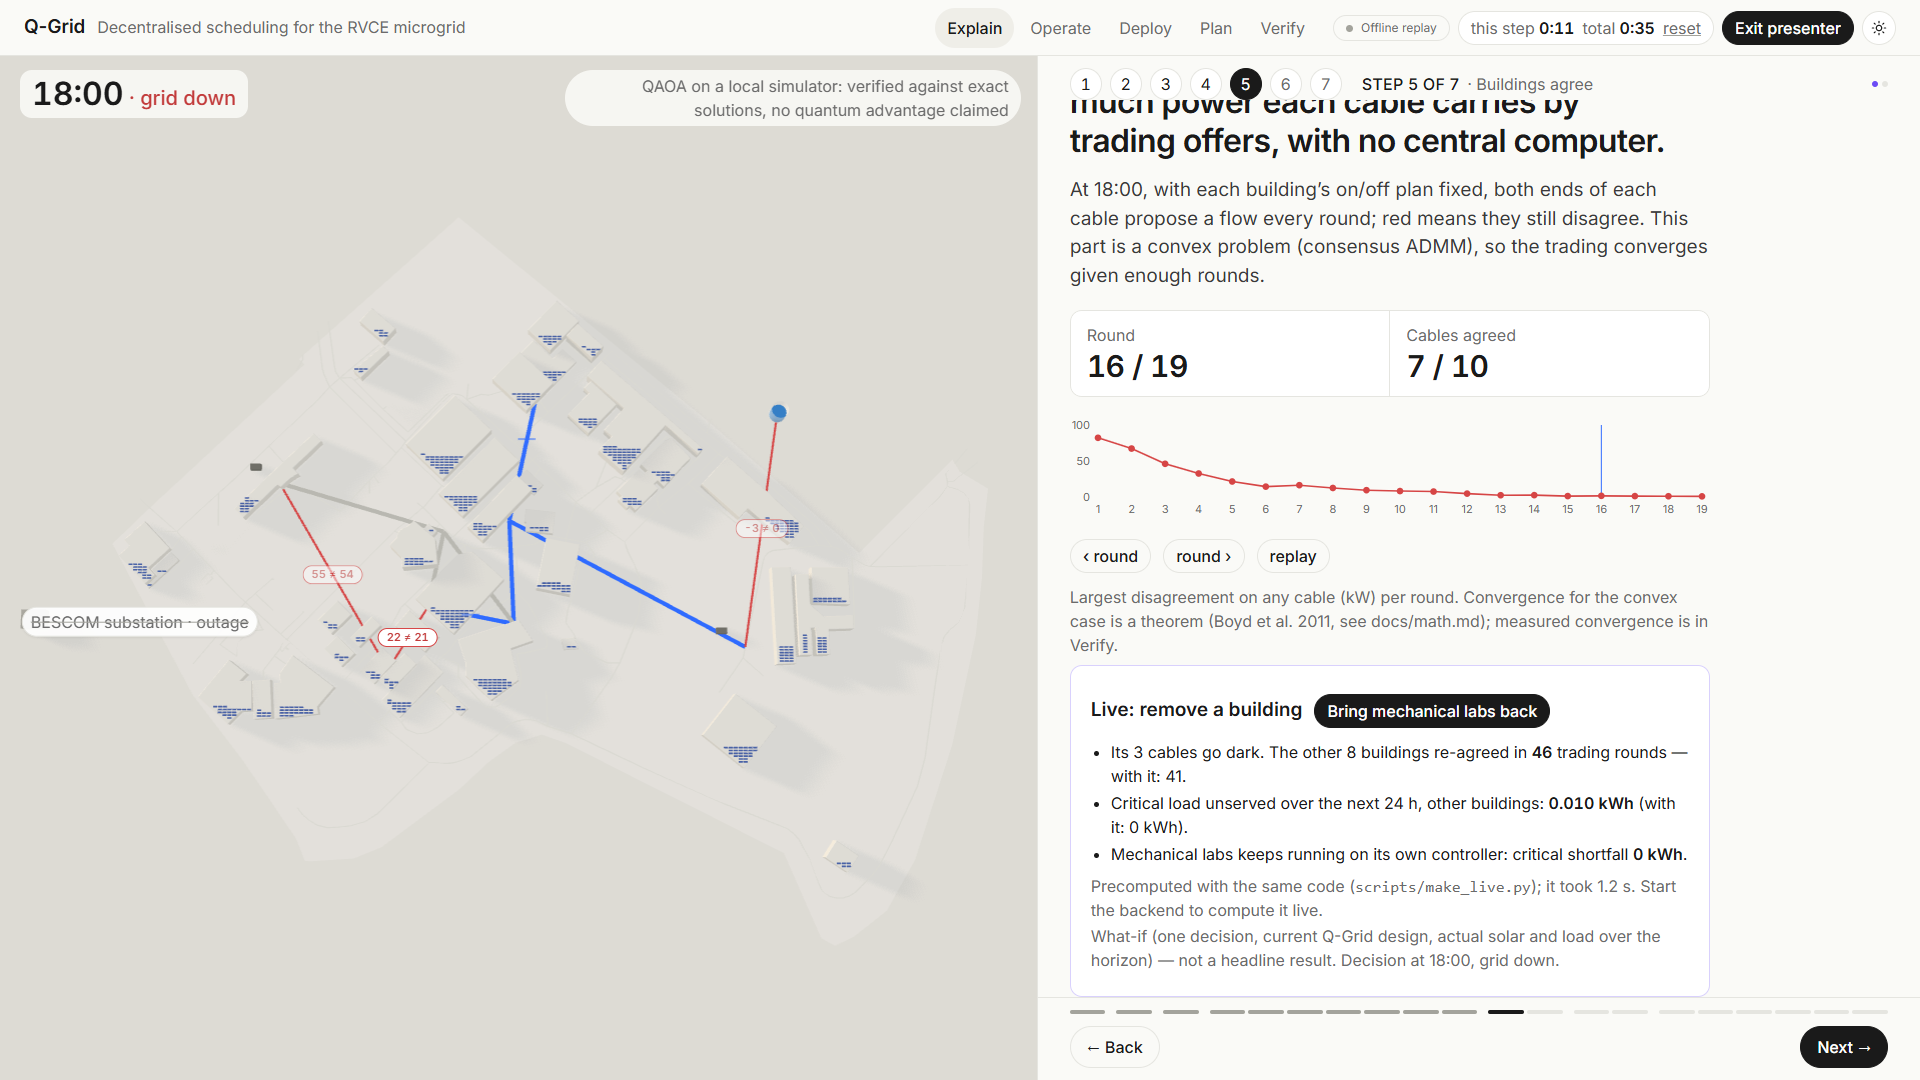 Q-Grid Decentralised scheduling for the RVCE microgrid
Explain Operate Deploy Plan Verify
Offline replay
this step 0:11 total 0:35 reset
Exit presenter
18:00 · grid down
QAOA on a local simulator: verified against exact
solutions, no quantum advantage claimed
55 ≠ 54
22 ≠ 21
BESCOM substation · outage
1 2 3 4 5 6 7 STEP 5 OF 7 · Buildings agree
much power each cable carries by
trading offers, with no central computer.
At 18:00, with each building’s on/off plan fixed, both ends of each
cable propose a flow every round; red means they still disagree. This
part is a convex problem (consensus ADMM), so the trading converges
given enough rounds.
Round
16 / 19
Cables agreed
7 / 10
100
50
0
1 2 3 4 5 6 7 8 9 10 11 12 13 14 15 16 17 18 19
‹ round round › replay
Largest disagreement on any cable (kW) per round. Convergence for the convex
case is a theorem (Boyd et al. 2011, see docs/math.md); measured convergence is in
Verify.
Live: remove a building Bring mechanical labs back
• Its 3 cables go dark. The other 8 buildings re-agreed in 46 trading rounds —
with it: 41.
• Critical load unserved over the next 24 h, other buildings: 0.010 kWh (with
it: 0 kWh).
• Mechanical labs keeps running on its own controller: critical shortfall 0 kWh.
Precomputed with the same code (scripts/make_live.py); it took 1.2 s. Start
the backend to compute it live.
What-if (one decision, current Q-Grid design, actual solar and load over the
horizon) — not a headline result. Decision at 18:00, grid down.
← Back
Next →